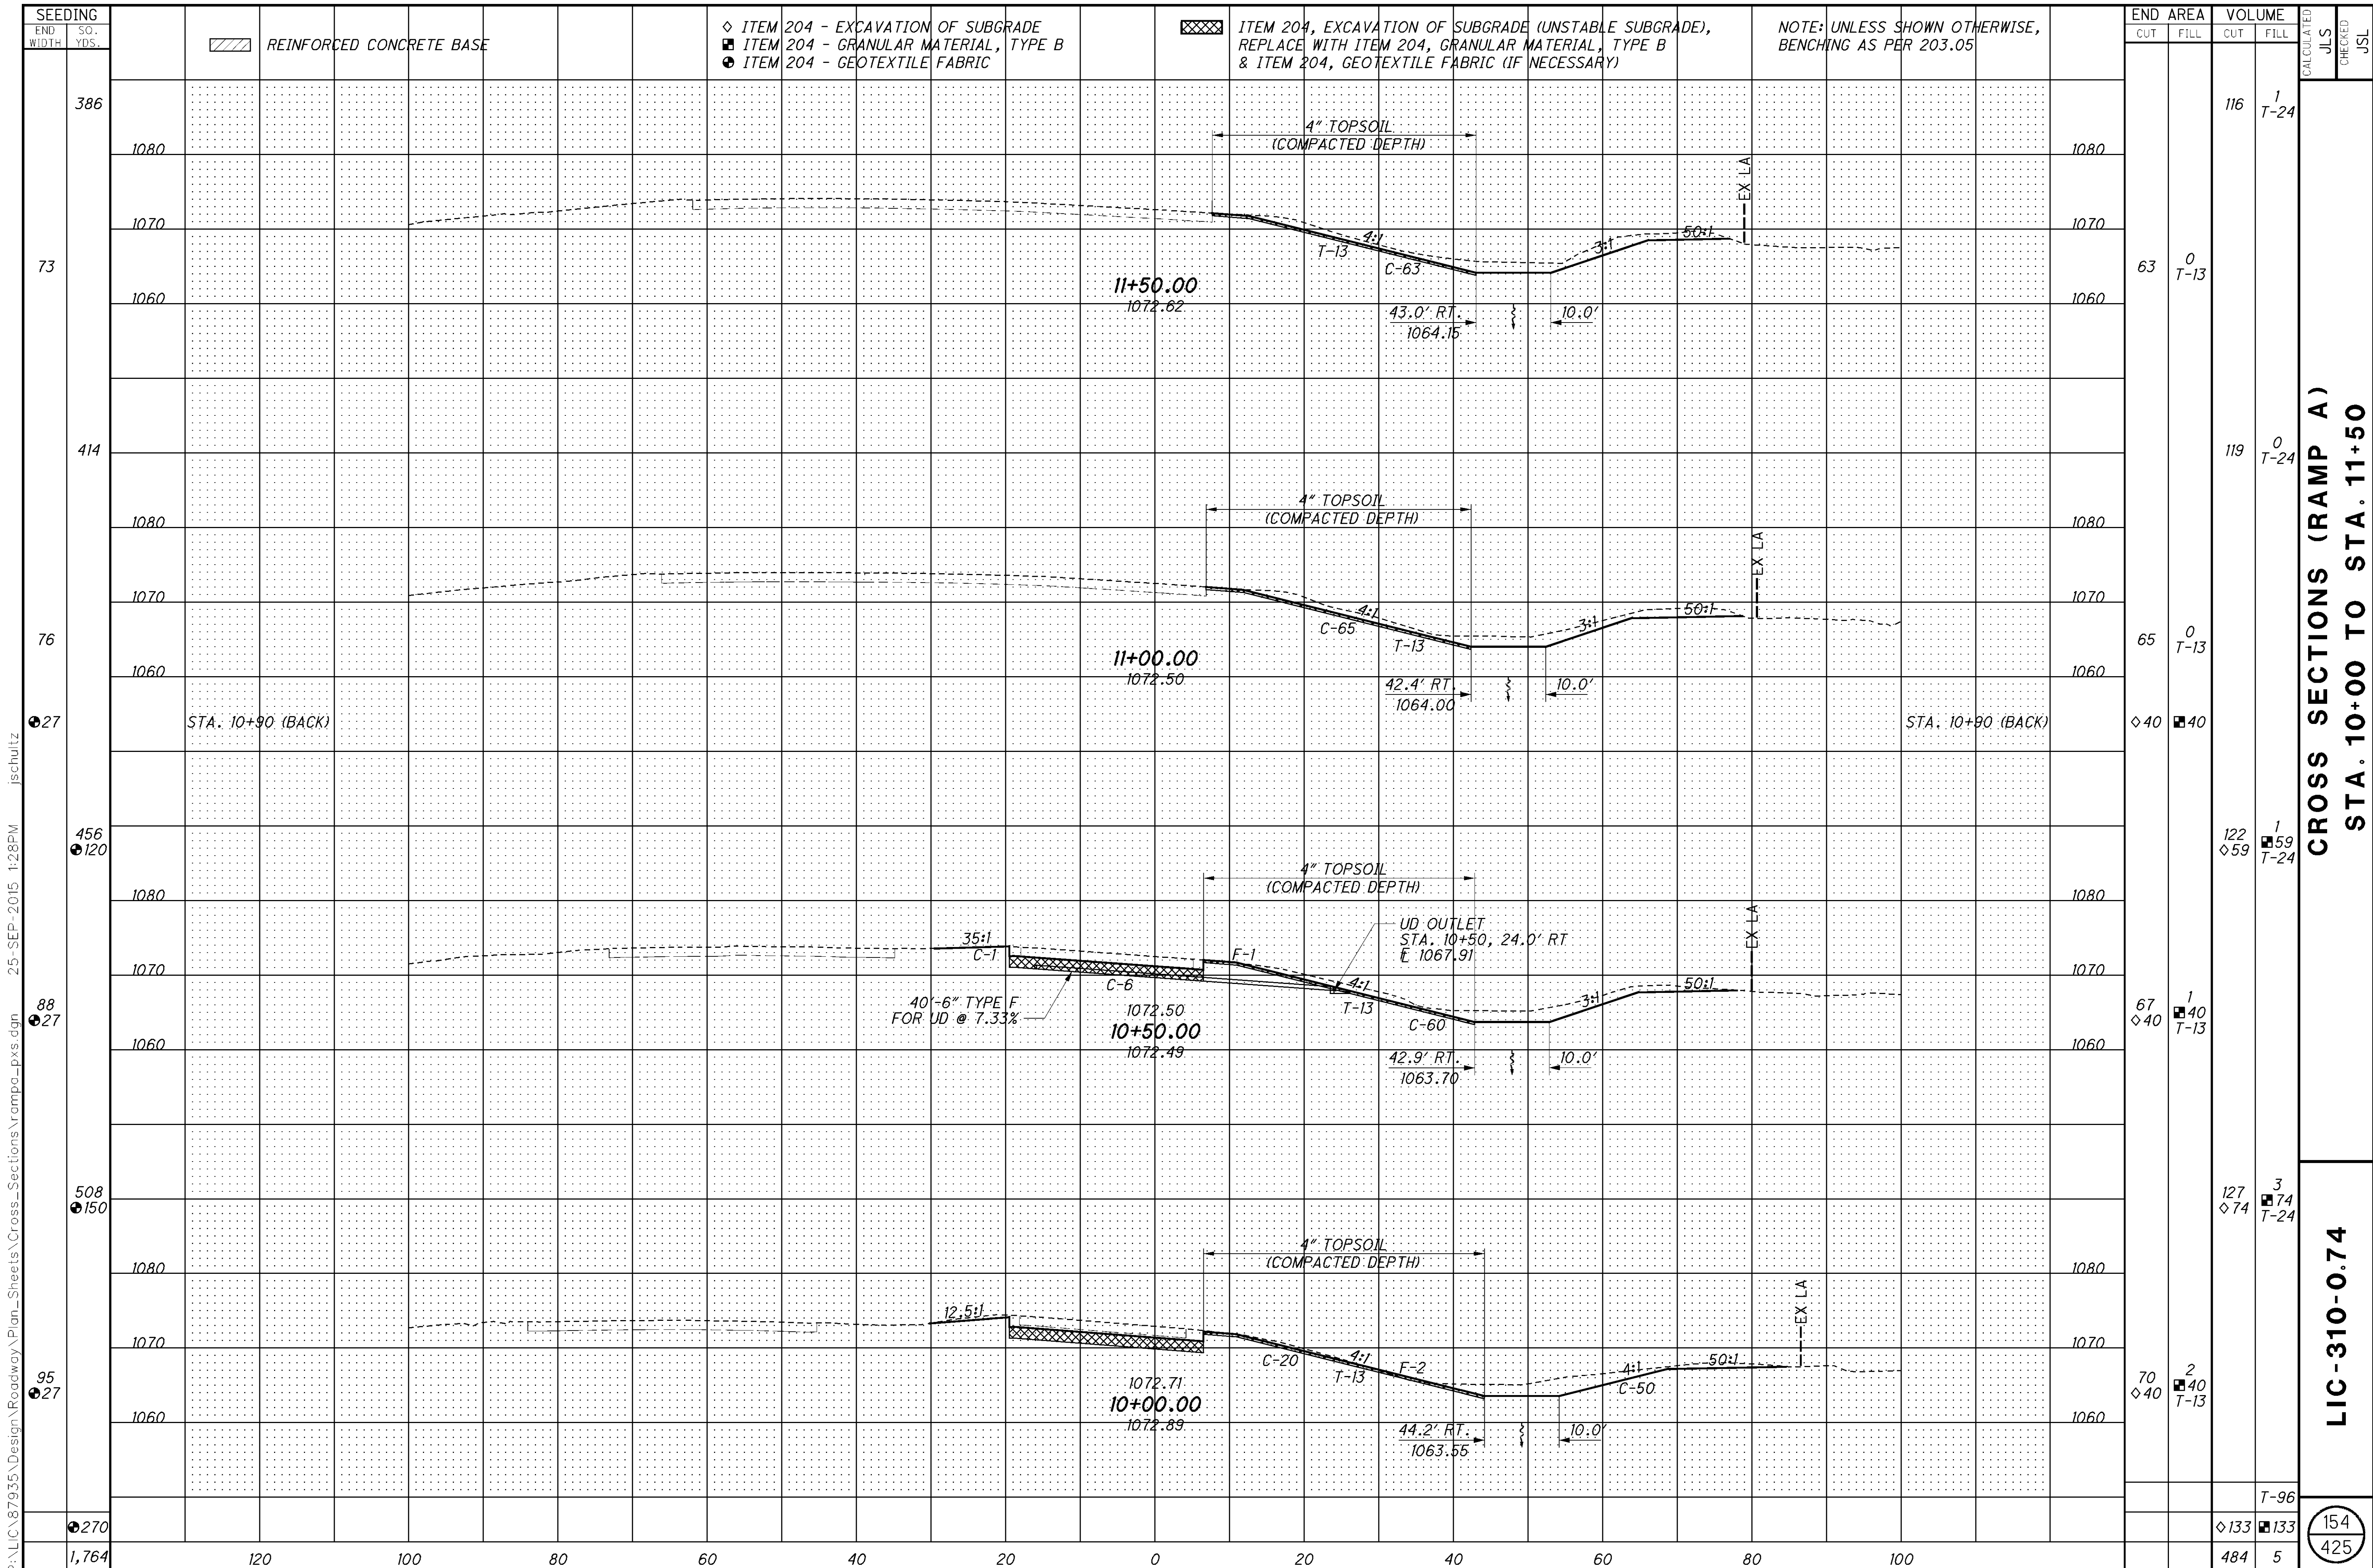 SEEDING
END WIDTH
SQ. YDS.
REINFORCED CONCRETE BASE
◇ ITEM 204 - EXCAVATION OF SUBGRADE
ITEM 204 - GRANULAR MATERIAL, TYPE B
ITEM 204 - GEOTEXTILE FABRIC
ITEM 204, EXCAVATION OF SUBGRADE (UNSTABLE SUBGRADE),
REPLACE WITH ITEM 204, GRANULAR MATERIAL, TYPE B
& ITEM 204, GEOTEXTILE FABRIC (IF NECESSARY)
NOTE: UNLESS SHOWN OTHERWISE,
BENCHING AS PER 203.05
END AREA
VOLUME
CUT FILL CUT FILL
CALCULATED
JLS
CHECKED
JSL
386
116
1
T-24
4" TOPSOIL
(COMPACTED DEPTH)
1080
1080
EX LA
1070
1070
4:1
T-13
C-63
3:1
50:1
73
63
0
T-13
11+50.00
1072.62
1060
1060
43.0' RT.
1064.15
10.0'
414
119
0
T-24
4" TOPSOIL
(COMPACTED DEPTH)
1080
1080
EX LA
1070
1070
4:1
C-65
T-13
3:1
50:1
76
65
0
T-13
11+00.00
1072.50
1060
1060
42.4' RT.
1064.00
10.0'
27
STA. 10+90 (BACK)
STA. 10+90 (BACK)
◇40
40
456
120
122
◇59
1
59
T-24
4" TOPSOIL
(COMPACTED DEPTH)
1080
1080
EX LA
UD OUTLET
STA. 10+50, 24.0' RT
FL 1067.91
35:1
C-1
F-1
1070
1070
C-6
4:1
T-13
C-60
3:1
50:1
40'-6" TYPE F
FOR UD @ 7.33%
88
27
67
◇40
1
40
T-13
1072.50
10+50.00
1072.49
1060
1060
42.9' RT.
1063.70
10.0'
508
150
127
◇74
3
74
T-24
4" TOPSOIL
(COMPACTED DEPTH)
1080
1080
EX LA
12.5:1
1070
1070
C-20
4:1
T-13
F-2
4:1
C-50
50:1
95
27
70
◇40
2
40
T-13
1072.71
10+00.00
1072.89
1060
1060
44.2' RT.
1063.55
10.0'
T-96
270
◇133
133
1,764
484
5
120 100 80 60 40 20 0 20 40 60 80 100
CROSS SECTIONS (RAMP A)
STA. 10+00 TO STA. 11+50
LIC-310-0.74
154
425
P:\LIC\87935\Design\Roadway\Plan_Sheets\Cross_Sections\rampa_pxs.dgn 25-SEP-2015 1:28PM jschultz